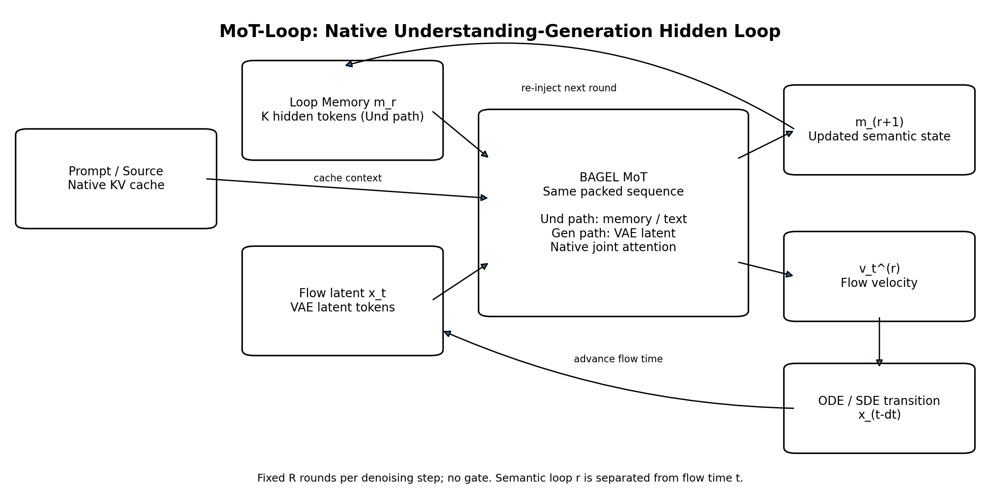 MoT-Loop: Native Understanding-Generation Hidden Loop
Loop Memory m_r
K hidden tokens (Und path)
re-inject next round
m_(r+1)
Updated semantic state
Prompt / Source
Native KV cache
cache context
BAGEL MoT
Same packed sequence
Und path: memory / text
Gen path: VAE latent
Native joint attention
Flow latent x_t
VAE latent tokens
v_t^(r)
Flow velocity
advance flow time
ODE / SDE transition
x_(t-dt)
Fixed R rounds per denoising step; no gate. Semantic loop r is separated from flow time t.